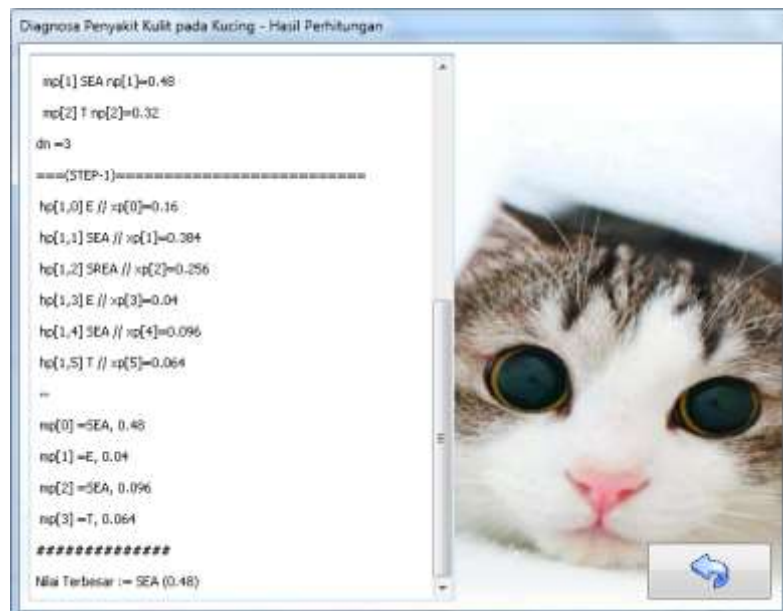 Diagnosa Penyakit Kulit pada Kucing - Hasil Perhitungan
mp[1] SEA np[1]=0.48
mp[2] T np[2]=0.32
dn =3
===(STEP-1)==========================
hp[1,0] E // xp[0]=0.16
hp[1,1] SEA // xp[1]=0.384
hp[1,2] SREA // xp[2]=0.256
hp[1,3] E // xp[3]=0.04
hp[1,4] SEA // xp[4]=0.096
hp[1,5] T // xp[5]=0.064
--
mp[0] =SEA, 0.48
mp[1] =E, 0.04
mp[2] =SEA, 0.096
mp[3] =T, 0.064
##############
Nilai Terbesar := SEA (0.48)